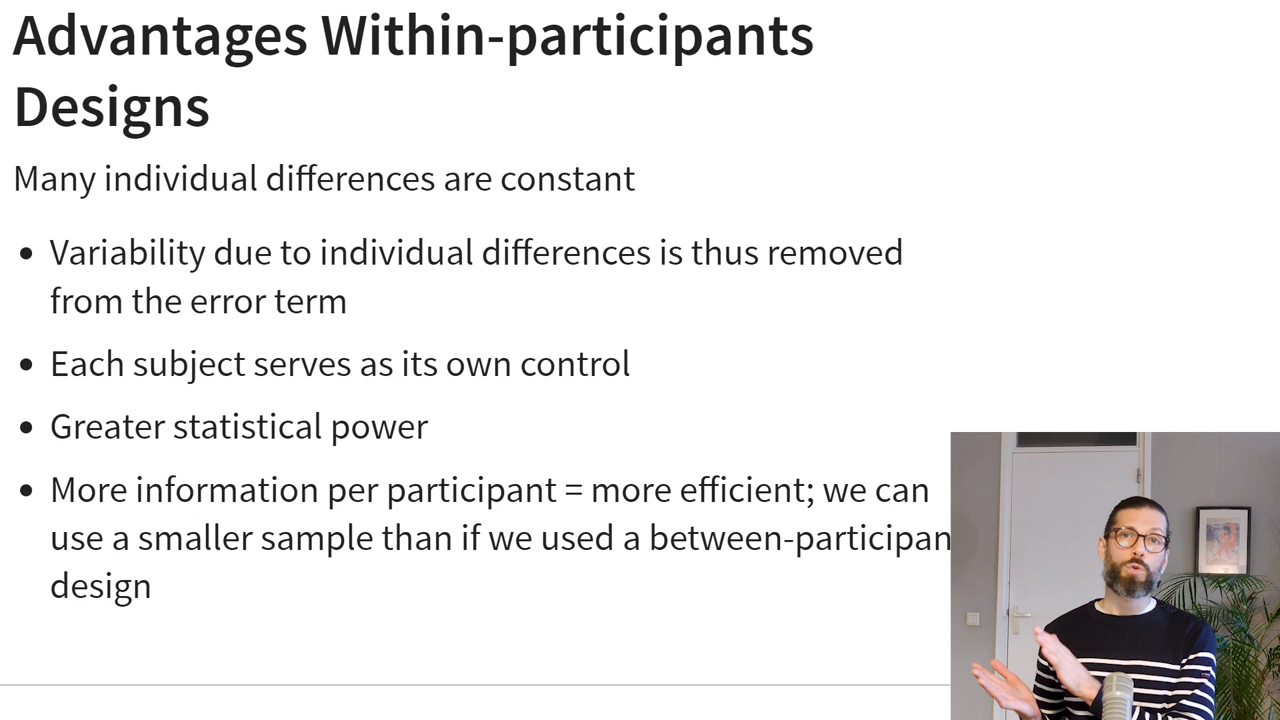 Advantages Within-participants
Designs
Many individual differences are constant
• Variability due to individual differences is thus removed
from the error term
• Each subject serves as its own control
• Greater statistical power
• More information per participant = more efficient; we can
use a smaller sample than if we used a between-participan
design